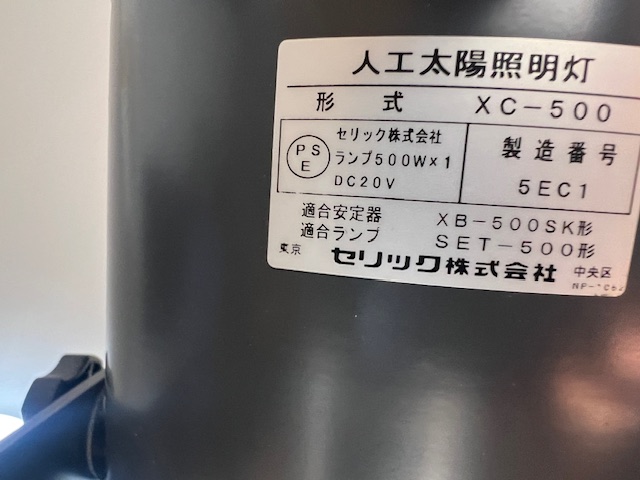 人工太陽照明灯
形 式 XC-500
PSE
セリック株式会社
ランプ500W×1
DC20V
製造番号
5EC1
適合安定器 XB-500SK形
適合ランプ SET-500形
東京 セリック株式会社 中央区